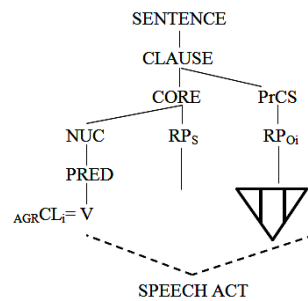 SENTENCE
CLAUSE
CORE PrCS
NUC RPS RPOi
PRED
AGRCLi= V
SPEECH ACT